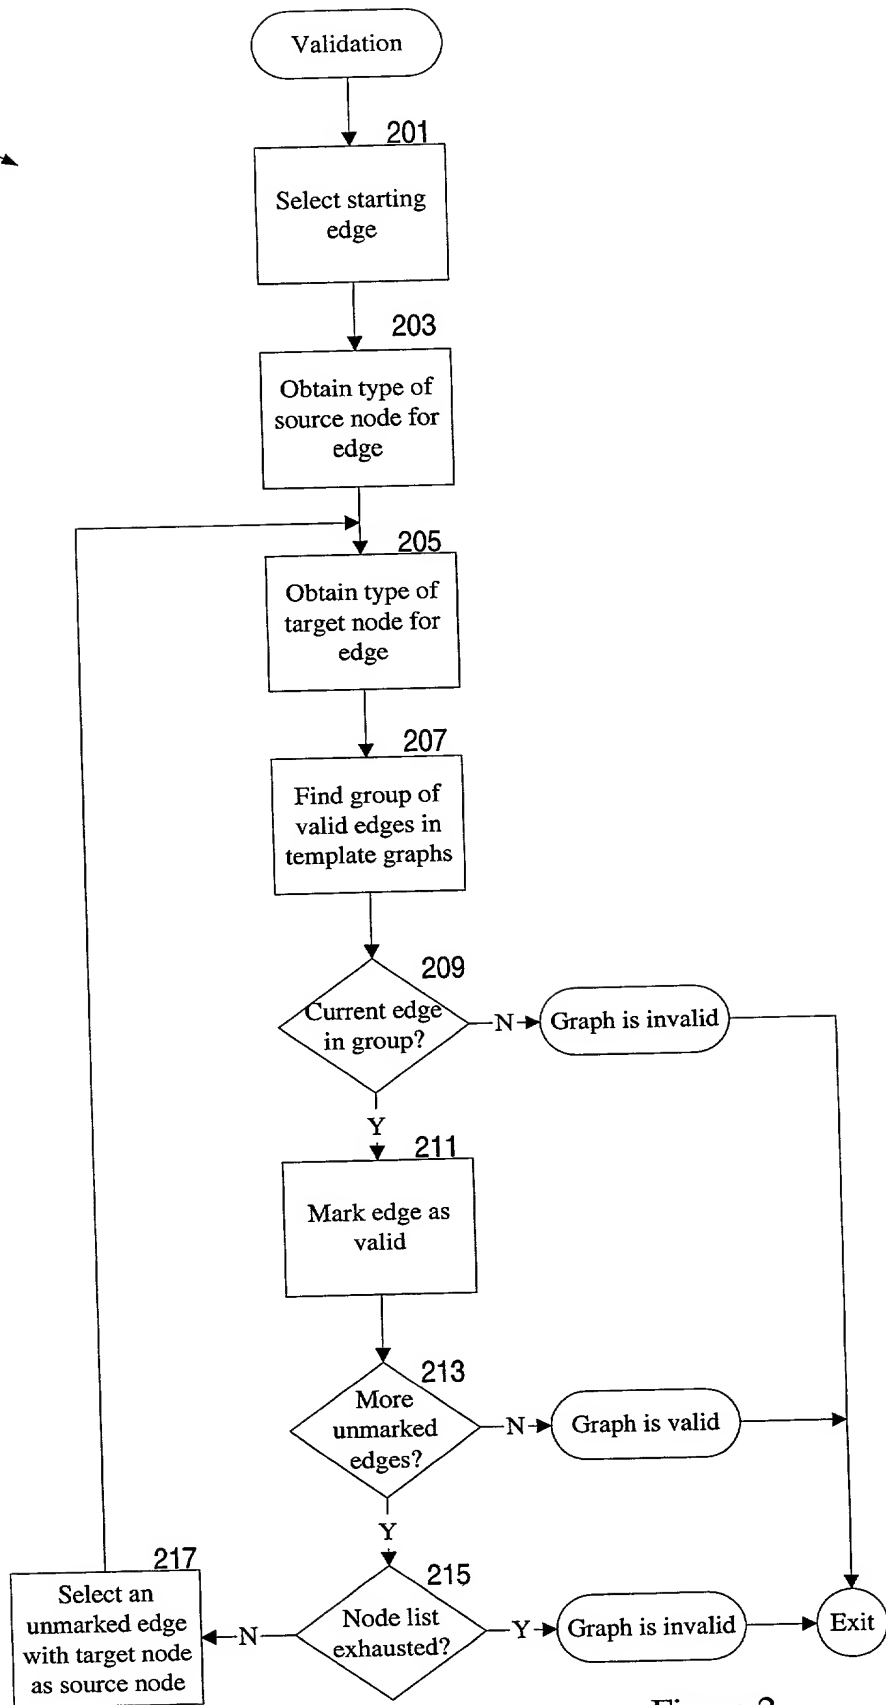 Validation
201
Select starting
edge
203
Obtain type of
source node for
edge
205
Obtain type of
target node for
edge
207
Find group of
valid edges in
template graphs
209
Current edge
in group?
N
Graph is invalid
Y
211
Mark edge as
valid
213
More
unmarked
edges?
N
Graph is valid
Y
215
Node list
exhausted?
Y
Graph is invalid
Exit
N
217
Select an
unmarked edge
with target node
as source node
Figure 2